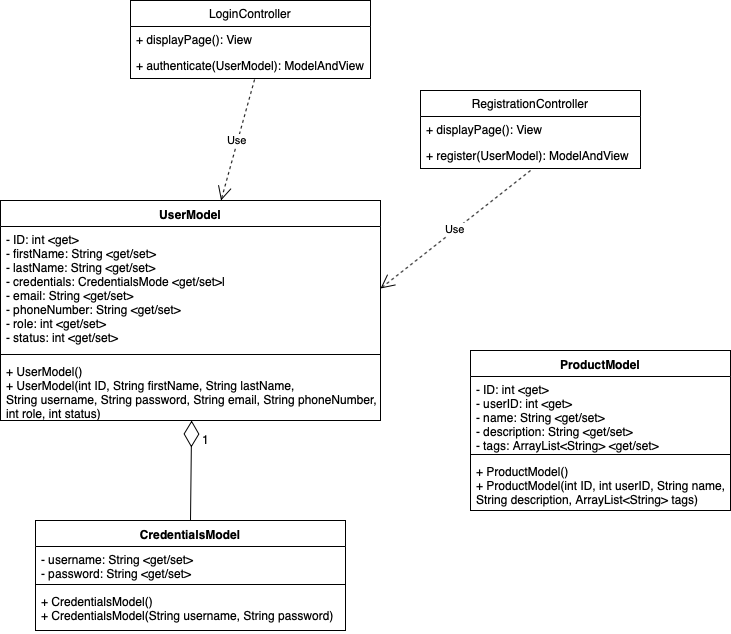 LoginController
+ displayPage(): View
+ authenticate(UserModel): ModelAndView
RegistrationController
+ displayPage(): View
+ register(UserModel): ModelAndView
Use
Use
UserModel
- ID: int <get>
- firstName: String <get/set>
- lastName: String <get/set>
- credentials: CredentialsMode <get/set>l
- email: String <get/set>
- phoneNumber: String <get/set>
- role: int <get/set>
- status: int <get/set>
+ UserModel()
+ UserModel(int ID, String firstName, String lastName,
String username, String password, String email, String phoneNumber,
int role, int status)
1
ProductModel
- ID: int <get>
- userID: int <get>
- name: String <get/set>
- description: String <get/set>
- tags: ArrayList<String> <get/set>
+ ProductModel()
+ ProductModel(int ID, int userID, String name,
String description, ArrayList<String> tags)
CredentialsModel
- username: String <get/set>
- password: String <get/set>
+ CredentialsModel()
+ CredentialsModel(String username, String password)